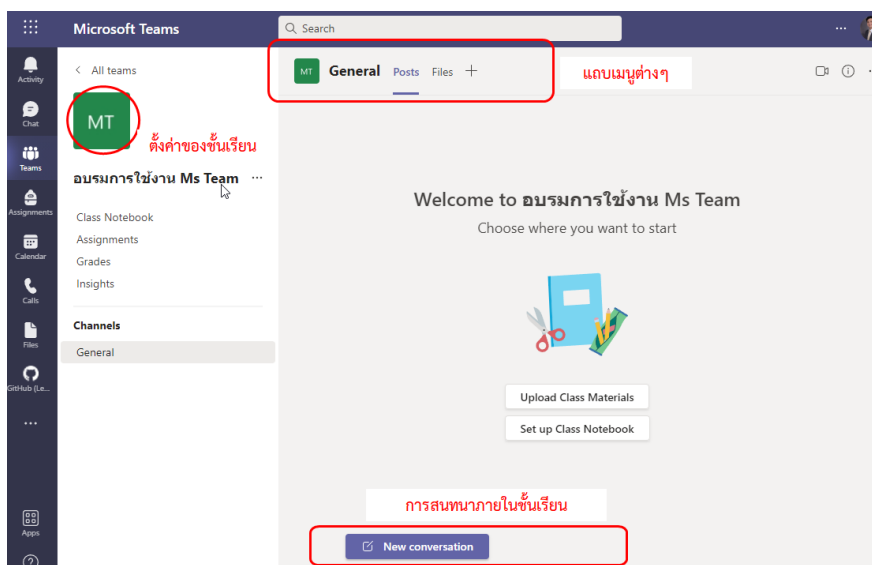 Microsoft Teams
Search
Activity
Chat
Teams
Assignments
Calendar
Calls
Files
GitHub (Le...
Apps
All teams
MT
ตั้งค่าของชั้นเรียน
อบรมการใช้งาน Ms Team
Class Notebook
Assignments
Grades
Insights
Channels
General
MT General Posts Files
แถบเมนูต่างๆ
Welcome to อบรมการใช้งาน Ms Team
Choose where you want to start
Upload Class Materials
Set up Class Notebook
การสนทนาภายในชั้นเรียน
New conversation